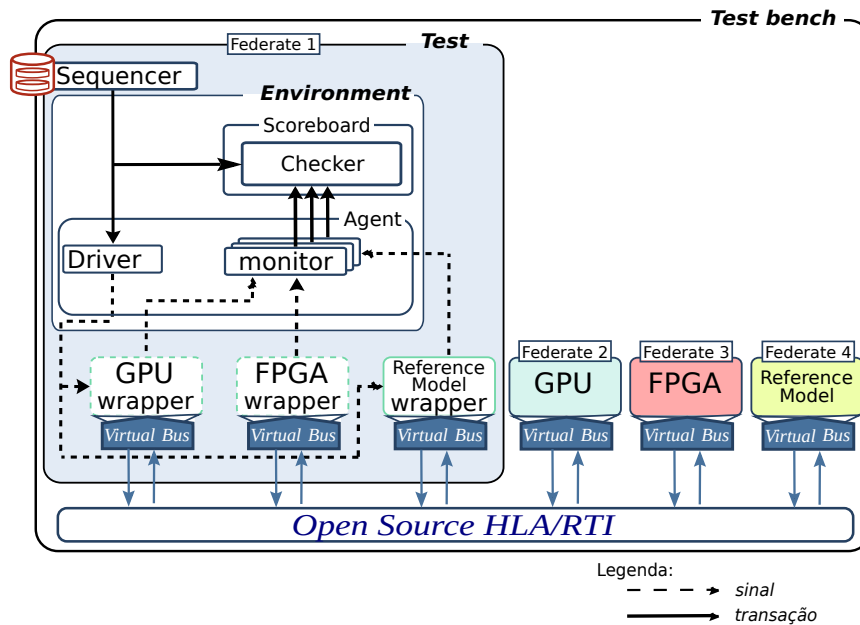 Test bench
Federate 1
Test
Sequencer
Environment
Scoreboard
Checker
Agent
Driver
monitor
GPU
wrapper
FPGA
wrapper
Reference
Model
wrapper
Federate 2
GPU
Federate 3
FPGA
Federate 4
Reference
Model
Virtual Bus
Virtual Bus
Virtual Bus
Virtual Bus
Virtual Bus
Virtual Bus
Open Source HLA/RTI
Legenda:
sinal
transação